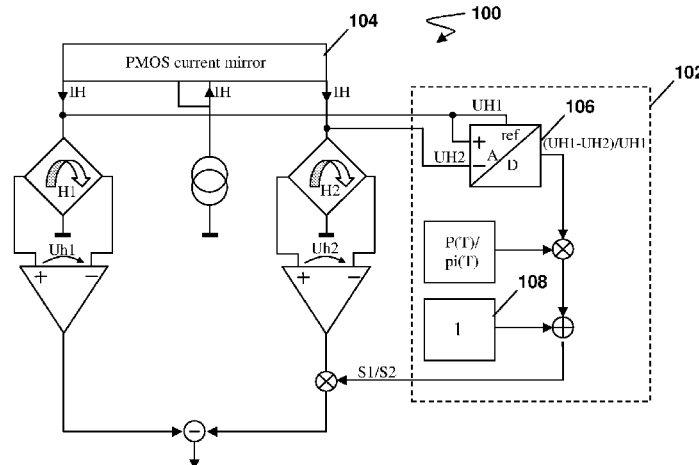 100
104
PMOS current mirror
102
IH
IH
IH
UH1
ref
106
+
A
UH2
−
D
(UH1-UH2)/UH1
H1
H2
P(T)/
pi(T)
Uh1
Uh2
+ −
+ −
108
1
S1/S2
−